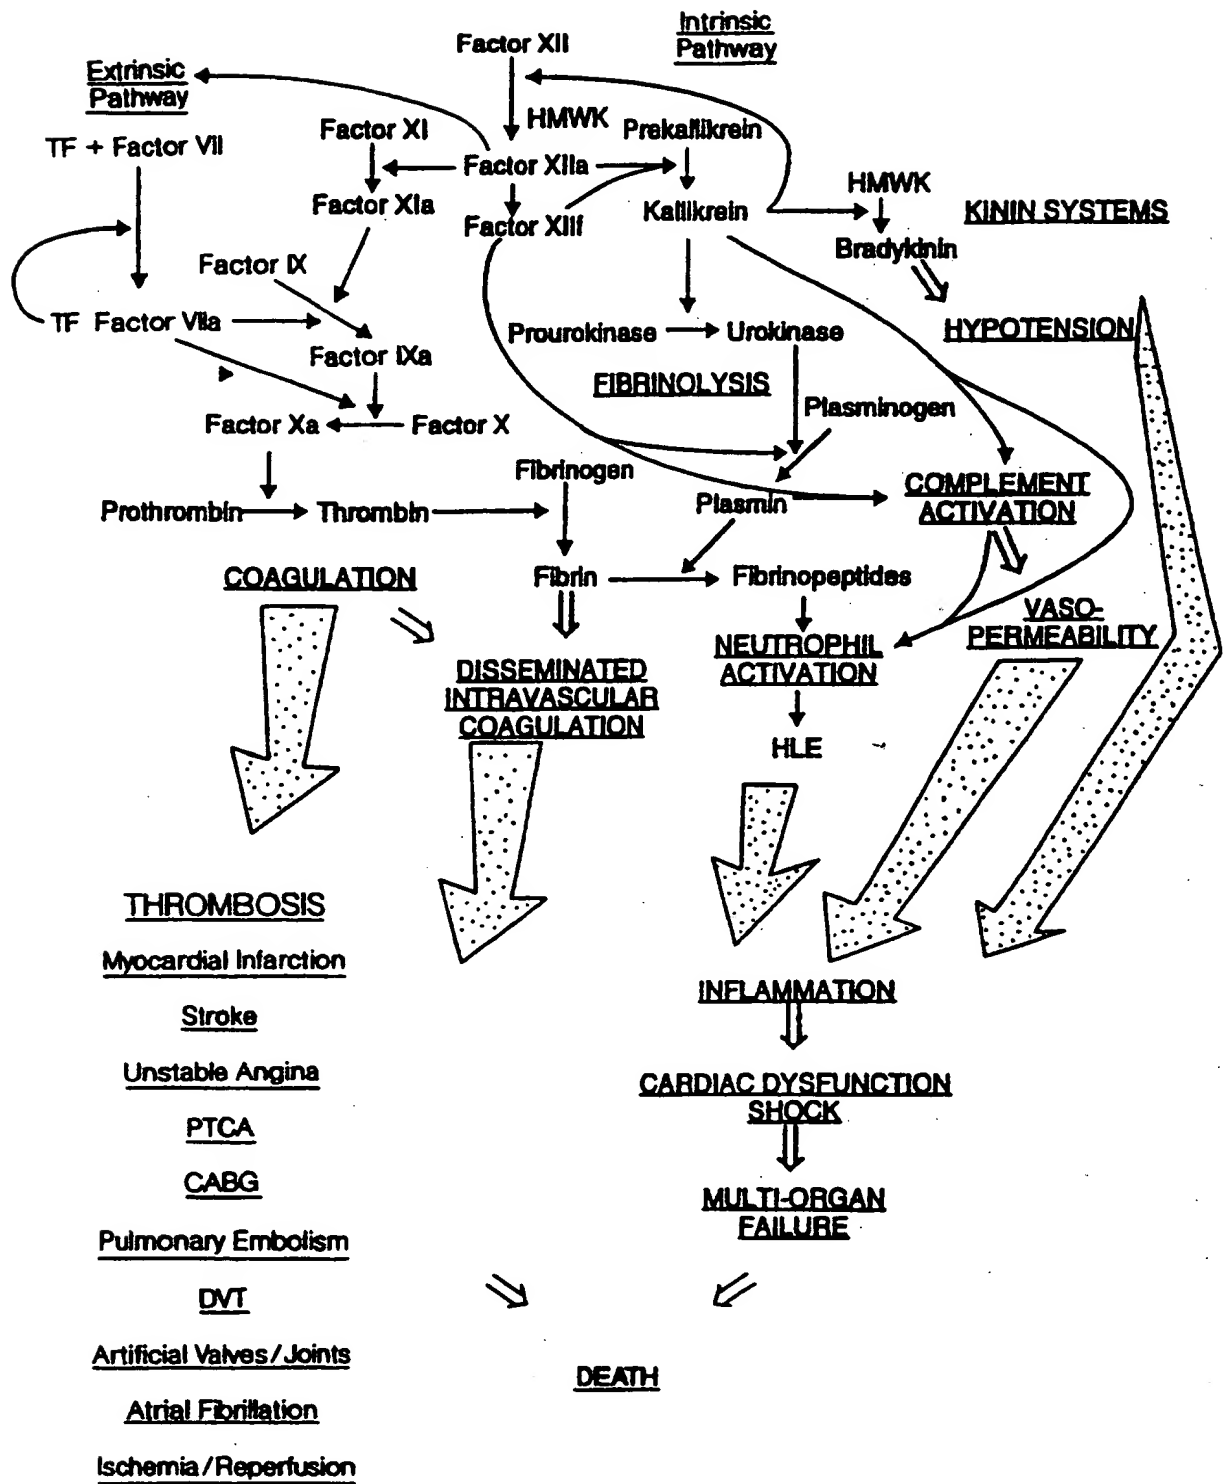 Intrinsic
Pathway
Factor XII
Extrinsic
Pathway
HMWK
Factor XI
Prekallikrein
TF + Factor VII
Factor XIIa
HMWK
Factor XIa
Factor XIIf
Kallikrein
KININ SYSTEMS
Bradykinin
Factor IX
TF Factor VIIa
Prourokinase
Urokinase
HYPOTENSION
Factor IXa
FIBRINOLYSIS
Plasminogen
Factor Xa
Factor X
Fibrinogen
COMPLEMENT
ACTIVATION
Prothrombin
Thrombin
Plasmin
COAGULATION
Fibrin
Fibrinopeptides
VASO-
PERMEABILITY
NEUTROPHIL
ACTIVATION
DISSEMINATED
INTRAVASCULAR
COAGULATION
HLE
THROMBOSIS
Myocardial Infarction
Stroke
Unstable Angina
PTCA
CABG
Pulmonary Embolism
DVT
Artificial Valves/Joints
Atrial Fibrillation
Ischemia/Reperfusion
INFLAMMATION
CARDIAC DYSFUNCTION
SHOCK
MULTI-ORGAN
FAILURE
DEATH